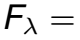 F_λ =